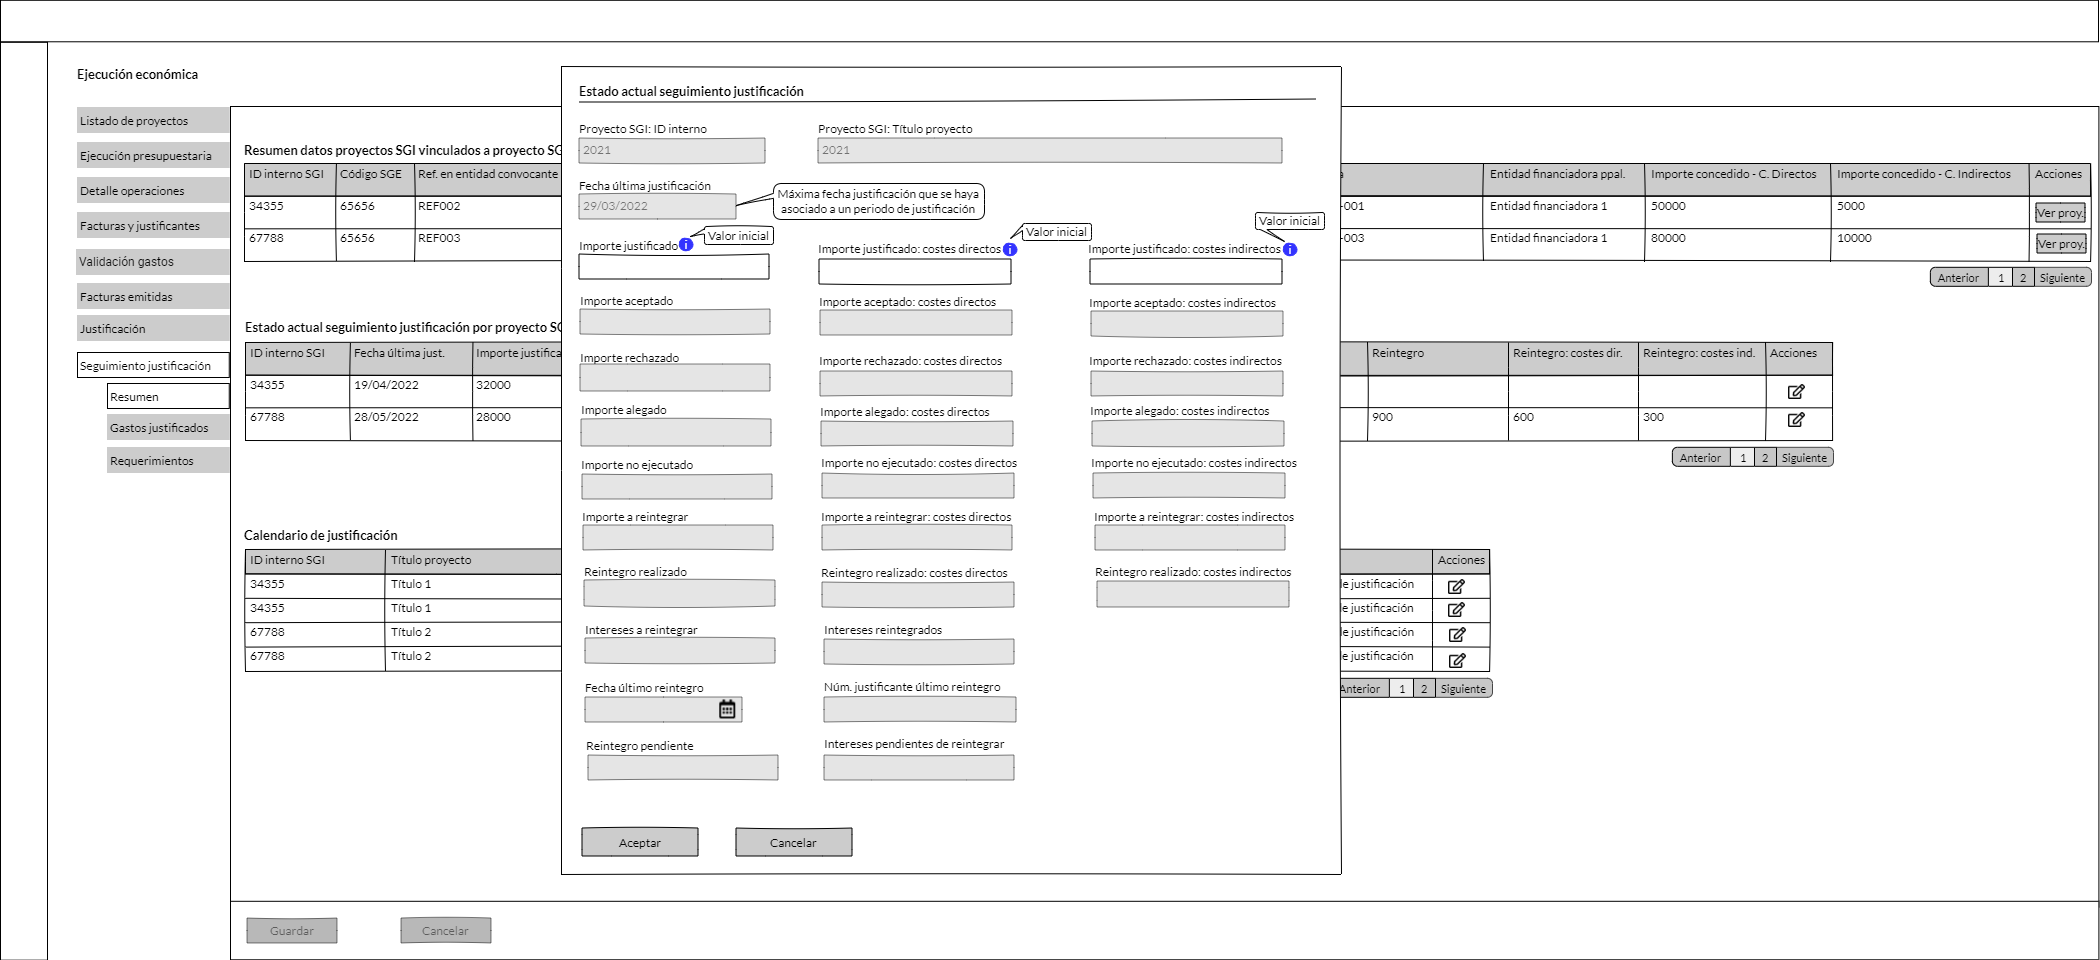 Ejecución económica
Listado de proyectos
Ejecución presupuestaria
Detalle operaciones
Facturas y justificantes
Validación gastos
Facturas emitidas
Justificación
Seguimiento justificación
Resumen
Gastos justificados
Requerimientos
Resumen datos proyectos SGI vinculados a proyecto SG
ID interno SGI Código SGE Ref. en entidad convocante Entidad financiadora ppal. Importe concedido - C. Directos Importe concedido - C. Indirectos Acciones
34355 65656 REF002 -001 Entidad financiadora 1 50000 5000 Ver proy.
67788 65656 REF003 -003 Entidad financiadora 1 80000 10000 Ver proy.
Anterior 1 2 Siguiente
Estado actual seguimiento justificación por proyecto SG
ID interno SGI Fecha última just. Importe justifica Reintegro Reintegro: costes dir. Reintegro: costes ind. Acciones
34355 19/04/2022 32000
67788 28/05/2022 28000 900 600 300
Anterior 1 2 Siguiente
Calendario de justificación
ID interno SGI Título proyecto Acciones
34355 Título 1 de justificación
34355 Título 1 de justificación
67788 Título 2 de justificación
67788 Título 2 de justificación
Anterior 1 2 Siguiente
Guardar Cancelar
Estado actual seguimiento justificación
Proyecto SGI: ID interno Proyecto SGI: Título proyecto
2021 2021
Fecha última justificación
29/03/2022
Máxima fecha justificación que se haya
asociado a un periodo de justificación
Valor inicial Valor inicial Valor inicial
Importe justificado i Importe justificado: costes directos i Importe justificado: costes indirectos i
Importe aceptado Importe aceptado: costes directos Importe aceptado: costes indirectos
Importe rechazado Importe rechazado: costes directos Importe rechazado: costes indirectos
Importe alegado Importe alegado: costes directos Importe alegado: costes indirectos
Importe no ejecutado Importe no ejecutado: costes directos Importe no ejecutado: costes indirectos
Importe a reintegrar Importe a reintegrar: costes directos Importe a reintegrar: costes indirectos
Reintegro realizado Reintegro realizado: costes directos Reintegro realizado: costes indirectos
Intereses a reintegrar Intereses reintegrados
Fecha último reintegro Núm. justificante último reintegro
Reintegro pendiente Intereses pendientes de reintegrar
Aceptar Cancelar